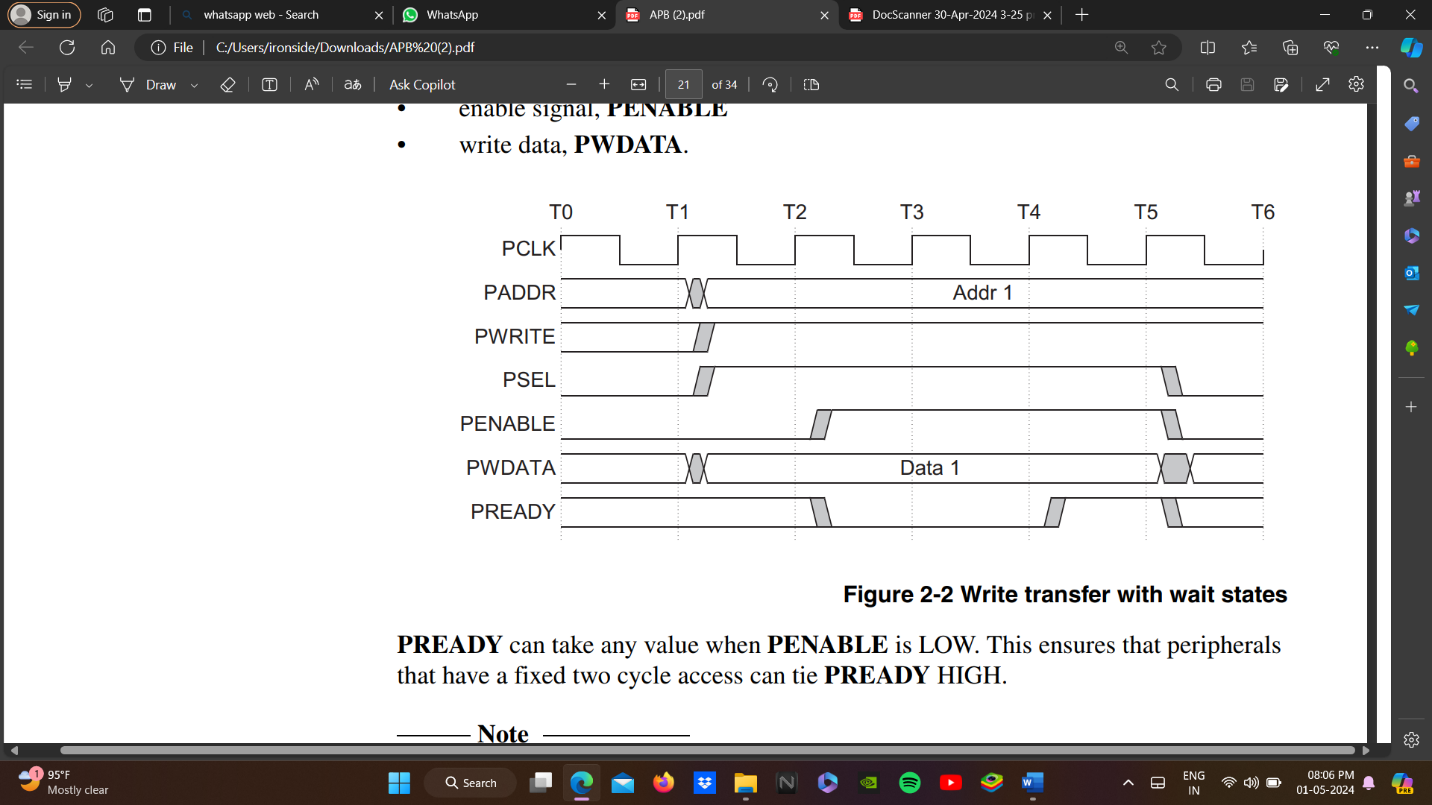 Sign in
whatsapp web - Search
WhatsApp
APB (2).pdf
DocScanner 30-Apr-2024 3-25 p
File
C:/Users/ironside/Downloads/APB%20(2).pdf
Draw
aあ
Ask Copilot
21
of 34
• enable signal, PENABLE
• write data, PWDATA.
T0 T1 T2 T3 T4 T5 T6
PCLK
PADDR Addr 1
PWRITE
PSEL
PENABLE
PWDATA Data 1
PREADY
Figure 2-2 Write transfer with wait states
PREADY can take any value when PENABLE is LOW. This ensures that peripherals
that have a fixed two cycle access can tie PREADY HIGH.
Note
1
95°F
Mostly clear
Search
ENG
IN
08:06 PM
01-05-2024
PRE